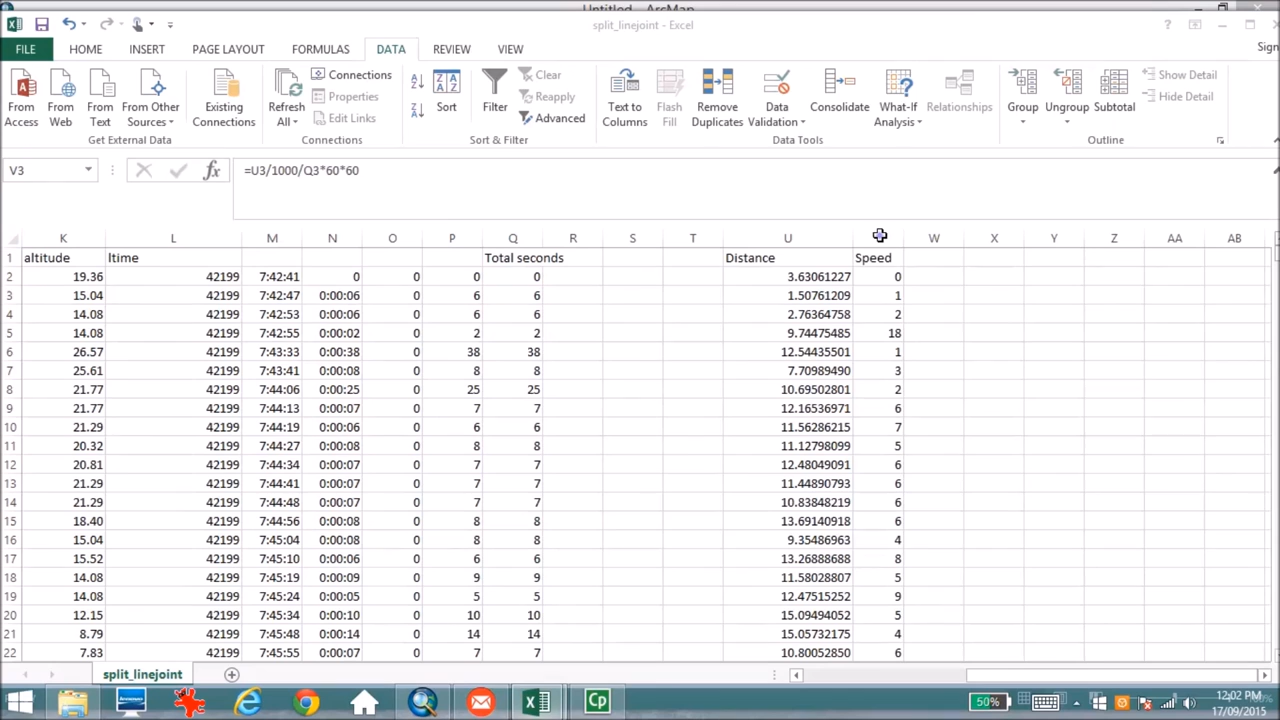 Untitled - ArcMap
split_linejoint - Excel
Sign
FILE HOME INSERT PAGE LAYOUT FORMULAS DATA REVIEW VIEW
From Access
From Web
From Text
From Other Sources
Existing Connections
Get External Data
Refresh All
Connections
Properties
Edit Links
Connections
Sort
Filter
Clear
Reapply
Advanced
Sort & Filter
Text to Columns
Flash Fill
Remove Duplicates
Data Validation
Consolidate
What-If Analysis
Relationships
Data Tools
Group
Ungroup
Subtotal
Show Detail
Hide Detail
Outline
V3 fx =U3/1000/Q3*60*60
K L M N O P Q R S T U W X Y Z AA AB
1 altitude ltime Total seconds Distance Speed
2 19.36 42199 7:42:41 0 0 0 0 3.63061227 0
3 15.04 42199 7:42:47 0:00:06 0 6 6 1.50761209 1
4 14.08 42199 7:42:53 0:00:06 0 6 6 2.76364758 2
5 14.08 42199 7:42:55 0:00:02 0 2 2 9.74475485 18
6 26.57 42199 7:43:33 0:00:38 0 38 38 12.54435501 1
7 25.61 42199 7:43:41 0:00:08 0 8 8 7.70989490 3
8 21.77 42199 7:44:06 0:00:25 0 25 25 10.69502801 2
9 21.77 42199 7:44:13 0:00:07 0 7 7 12.16536971 6
10 21.29 42199 7:44:19 0:00:06 0 6 6 11.56286215 7
11 20.32 42199 7:44:27 0:00:08 0 8 8 11.12798099 5
12 20.81 42199 7:44:34 0:00:07 0 7 7 12.48049091 6
13 21.29 42199 7:44:41 0:00:07 0 7 7 11.44890793 6
14 21.29 42199 7:44:48 0:00:07 0 7 7 10.83848219 6
15 18.40 42199 7:44:56 0:00:08 0 8 8 13.69140918 6
16 15.04 42199 7:45:04 0:00:08 0 8 8 9.35486963 4
17 15.52 42199 7:45:10 0:00:06 0 6 6 13.26888688 8
18 14.08 42199 7:45:19 0:00:09 0 9 9 11.58028807 5
19 14.08 42199 7:45:24 0:00:05 0 5 5 12.47515252 9
20 12.15 42199 7:45:34 0:00:10 0 10 10 15.09494052 5
21 8.79 42199 7:45:48 0:00:14 0 14 14 15.05732175 4
22 7.83 42199 7:45:55 0:00:07 0 7 7 10.80052850 6
split_linejoint
50%
12:02 PM
17/09/2015